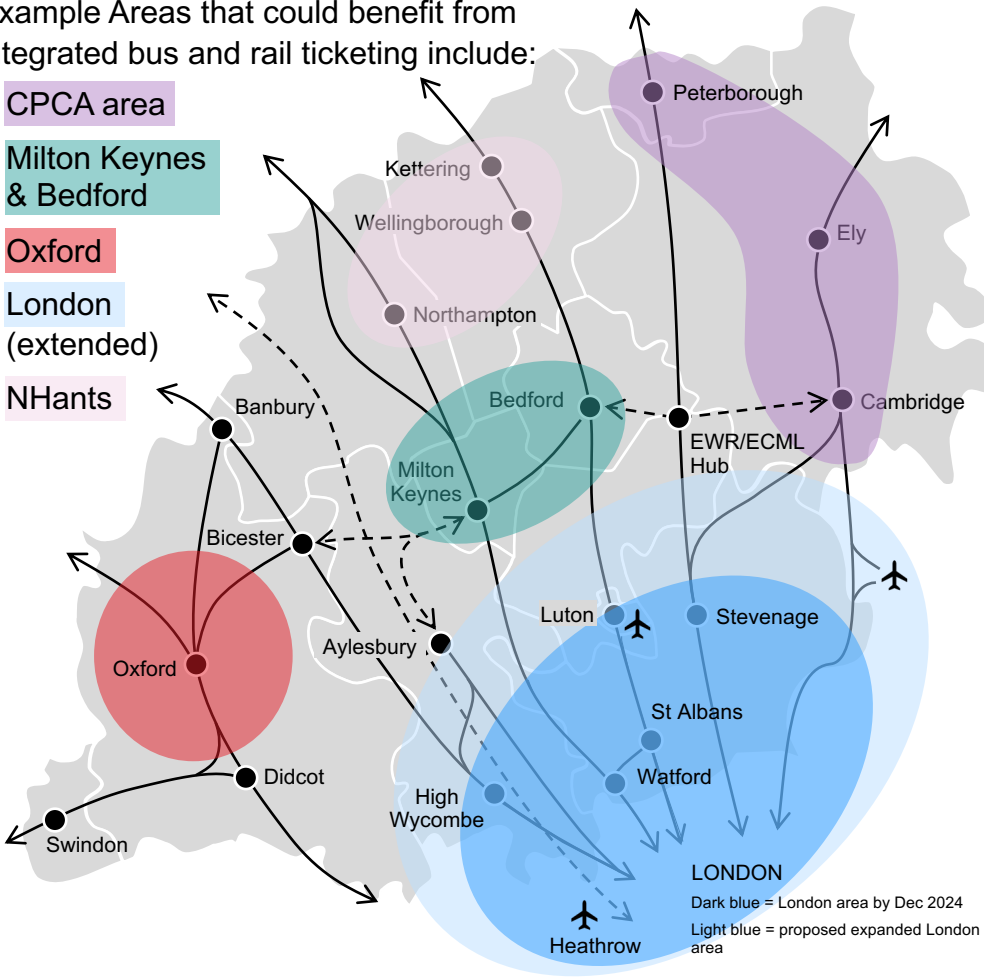 xample Areas that could benefit from
tegrated bus and rail ticketing include:
CPCA area
Milton Keynes
& Bedford
Oxford
London
(extended)
NHants
Peterborough
Kettering
Wellingborough
Ely
Northampton
Banbury
Bedford
Cambridge
EWR/ECML
Hub
Milton
Keynes
Bicester
Luton
Stevenage
Aylesbury
Oxford
St Albans
Didcot
Watford
High
Wycombe
Swindon
LONDON
Dark blue = London area by Dec 2024
Light blue = proposed expanded London
area
Heathrow